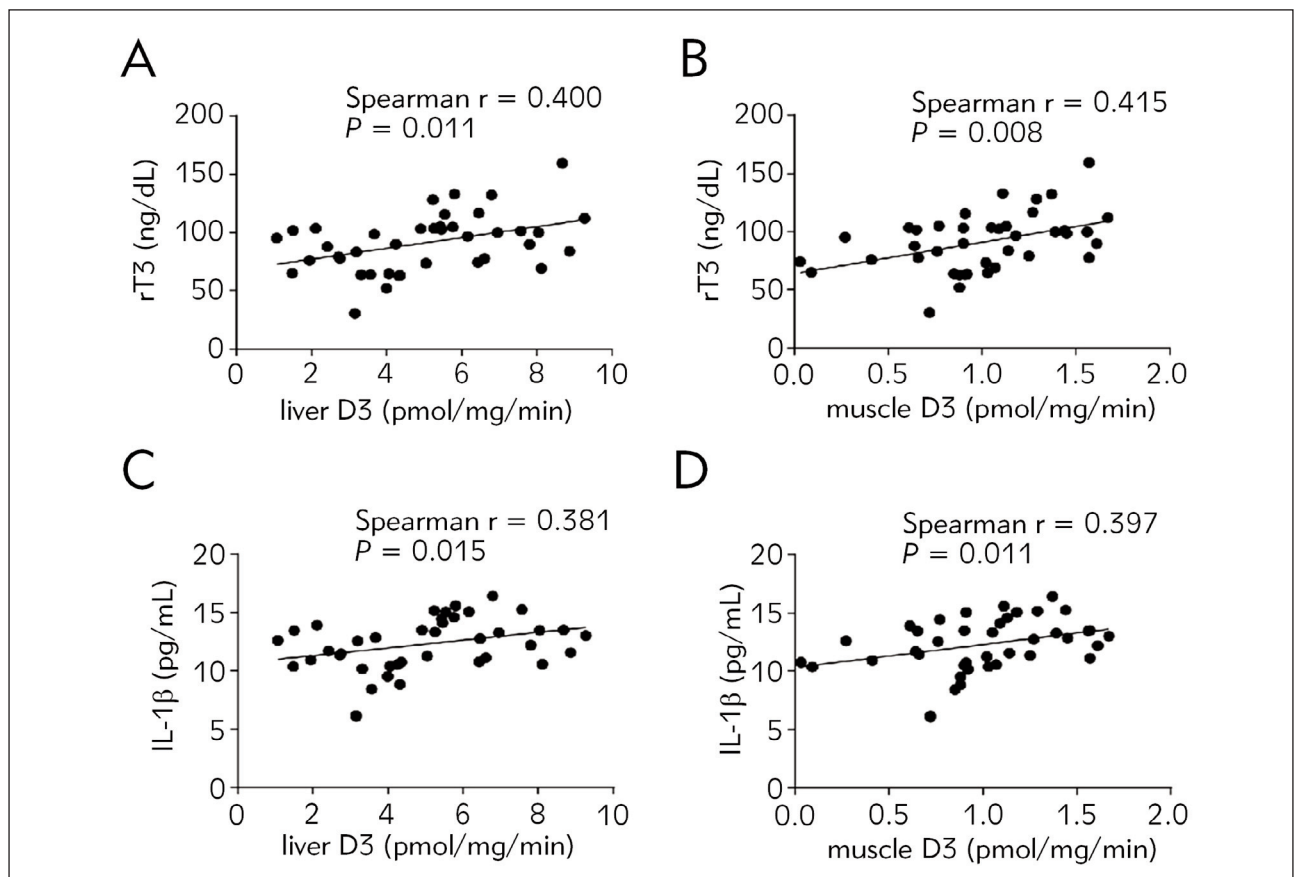 A
Spearman r = 0.400
P = 0.011
200
150
100
50
0
rT3 (ng/dL)
0 2 4 6 8 10
liver D3 (pmol/mg/min)
B
Spearman r = 0.415
P = 0.008
200
150
100
50
0
rT3 (ng/dL)
0.0 0.5 1.0 1.5 2.0
muscle D3 (pmol/mg/min)
C
Spearman r = 0.381
P = 0.015
20
15
10
5
0
IL-1β (pg/mL)
0 2 4 6 8 10
liver D3 (pmol/mg/min)
D
Spearman r = 0.397
P = 0.011
20
15
10
5
0
IL-1β (pg/mL)
0.0 0.5 1.0 1.5 2.0
muscle D3 (pmol/mg/min)